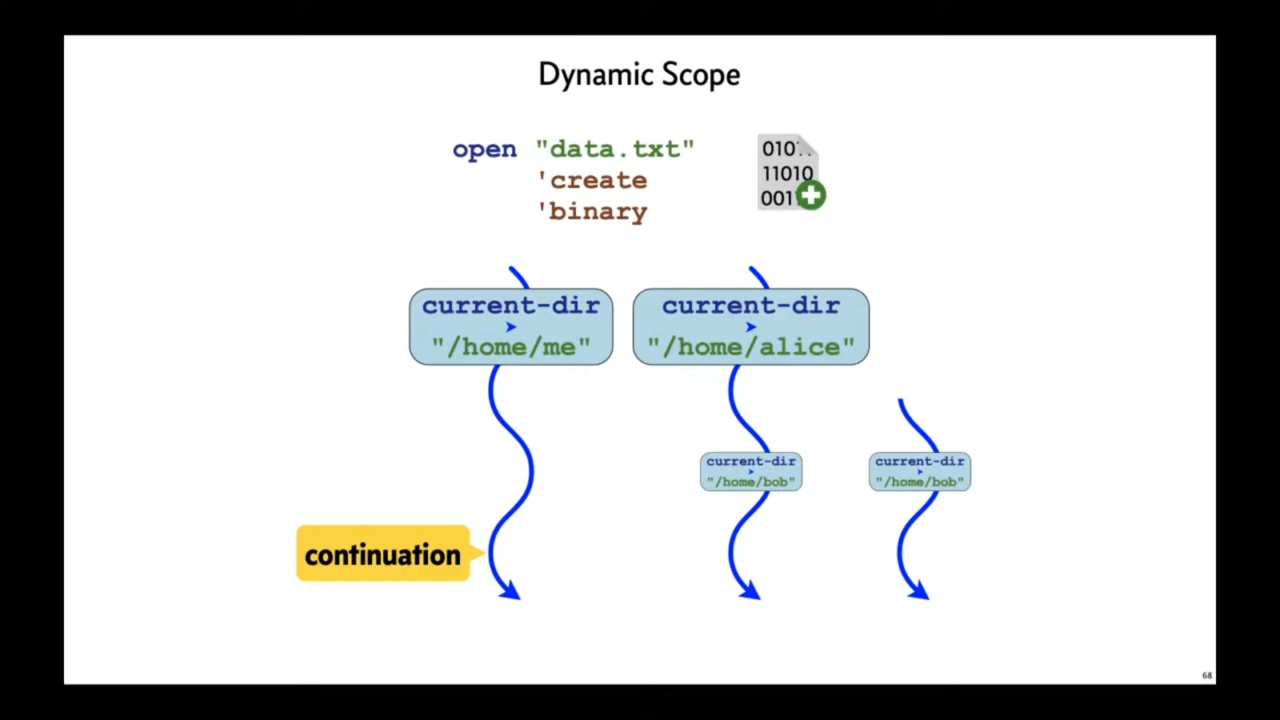 Dynamic Scope
open "data.txt"
'create
'binary
010
11010
001
current-dir
"/home/me"
current-dir
"/home/alice"
current-dir
"/home/bob"
current-dir
"/home/bob"
continuation
68